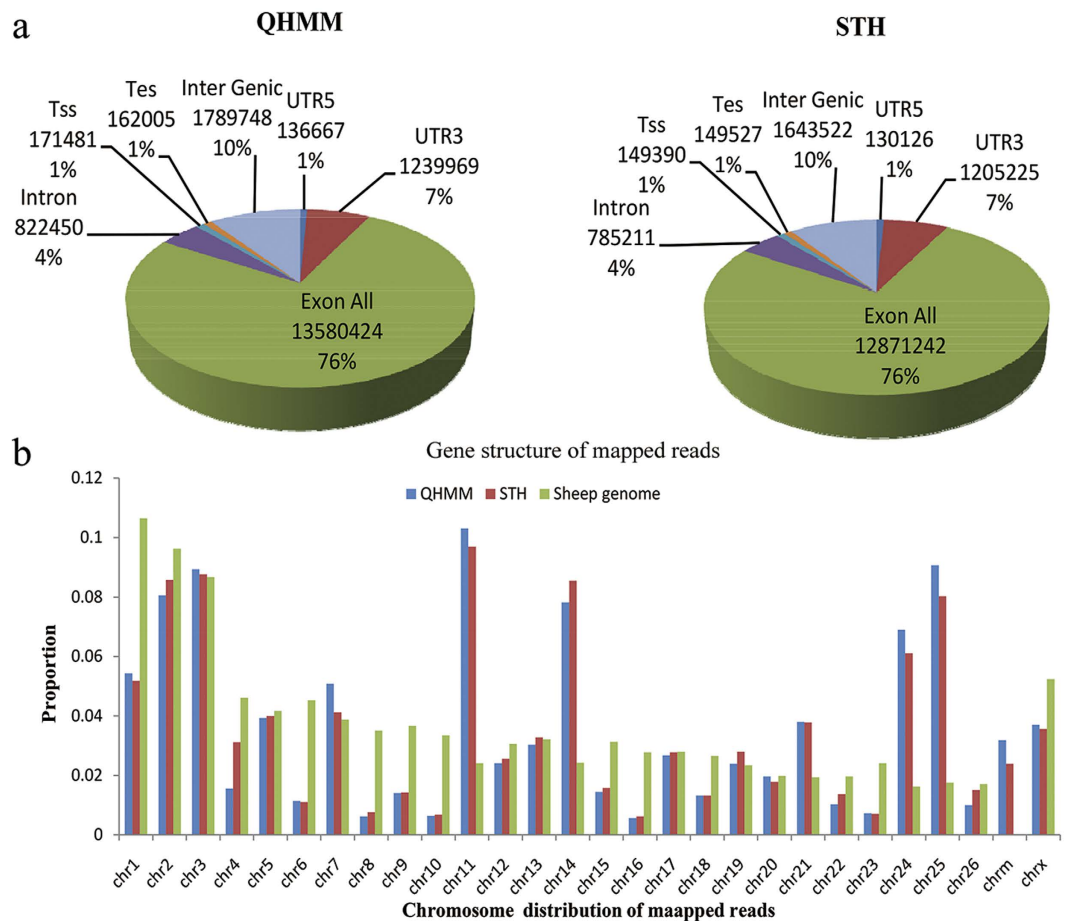 a
QHMM
STH
Tss
171481
1%
Tes
162005
1%
Inter Genic
1789748
10%
UTR5
136667
1%
UTR3
1239969
7%
Intron
822450
4%
Exon All
13580424
76%
Tss
149390
1%
Tes
149527
1%
Inter Genic
1643522
10%
UTR5
130126
1%
UTR3
1205225
7%
Intron
785211
4%
Exon All
12871242
76%
Gene structure of mapped reads
b
QHMM STH Sheep genome
Proportion
0.12
0.1
0.08
0.06
0.04
0.02
0
chr1 chr2 chr3 chr4 chr5 chr6 chr7 chr8 chr9 chr10 chr11 chr12 chr13 chr14 chr15 chr16 chr17 chr18 chr19 chr20 chr21 chr22 chr23 chr24 chr25 chr26 chrm chrx
Chromosome distribution of maapped reads